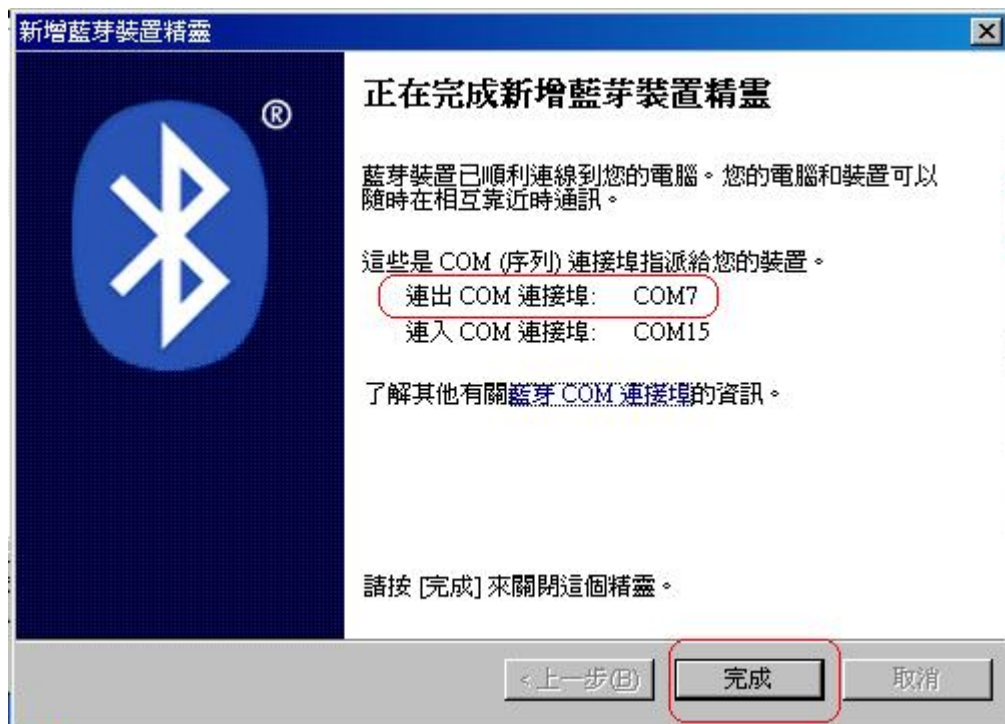 新增藍芽裝置精靈
®
正在完成新增藍芽裝置精靈
藍芽裝置已順利連線到您的電腦。您的電腦和裝置可以
隨時在相互靠近時通訊。
這些是 COM (序列) 連接埠指派給您的裝置。
連出 COM 連接埠: COM7
連入 COM 連接埠: COM15
了解其他有關藍芽 COM 連接埠的資訊。
請按 [完成] 來關閉這個精靈。
<上一步(B) 完成 取消